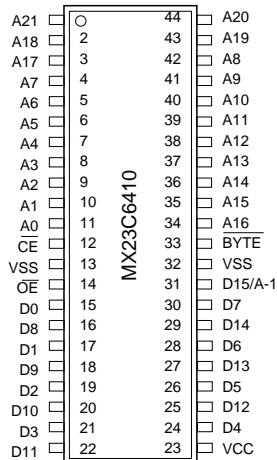 A21 44 A20
A18 2 43 A19
A17 3 42 A8
A7 4 41 A9
A6 5 40 A10
A5 6 39 A11
A4 7 38 A12
A3 8 37 A13
A2 9 36 A14
A1 10 35 A15
A0 11 34 A16
CE 12 33 BYTE
VSS 13 32 VSS
OE 14 31 D15/A-1
D0 15 30 D7
D8 16 29 D14
D1 17 28 D6
D9 18 27 D13
D2 19 26 D5
D10 20 25 D12
D3 21 24 D4
D11 22 23 VCC
MX23C6410